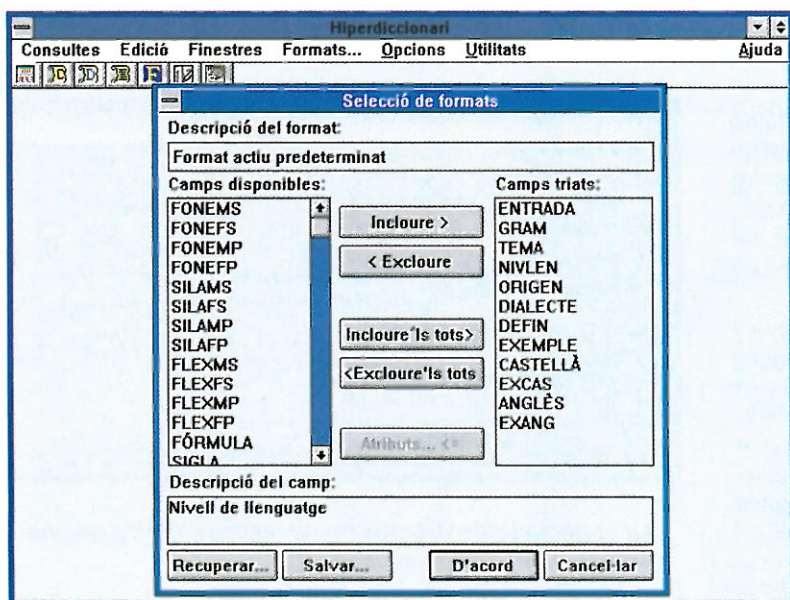 Hiperdiccionari
Consultes Edició Finestres Formats... Opcions Utilitats Ajuda
Selecció de formats
Descripció del format:
Format actiu predeterminat
Camps disponibles:
FONEMS
FONEFS
FONEMP
FONEFP
SILAMS
SILAFS
SILAMP
SILAFP
FLEXMS
FLEXFS
FLEXMP
FLEXFP
FÓRMULA
SIGLA
Incloure >
< Excloure
Incloure'ls tots>
<Excloure'ls tots
Atributs... <=
Camps triats:
ENTRADA
GRAM
TEMA
NIVLEN
ORIGEN
DIALECTE
DEFIN
EXEMPLE
CASTELLÀ
EXCAS
ANGLÈS
EXANG
Descripció del camp:
Nivell de llenguatge
Recuperar... Salvar... D'acord Cancel·lar